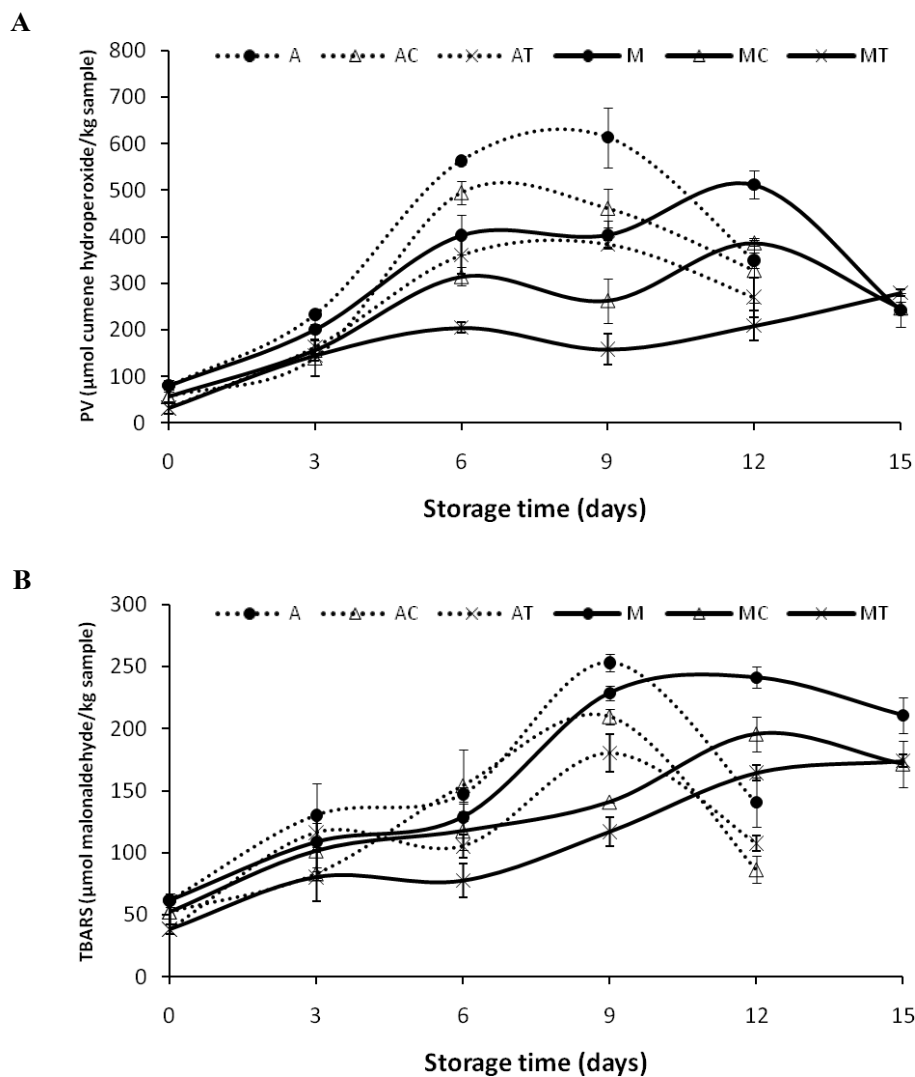 A
A AC AT M MC MT
PV (µmol cumene hydroperoxide/kg sample)
800
700
600
500
400
300
200
100
0
0 3 6 9 12 15
Storage time (days)
B
A AC AT M MC MT
TBARS (µmol malonaldehyde/kg sample)
300
250
200
150
100
50
0
0 3 6 9 12 15
Storage time (days)